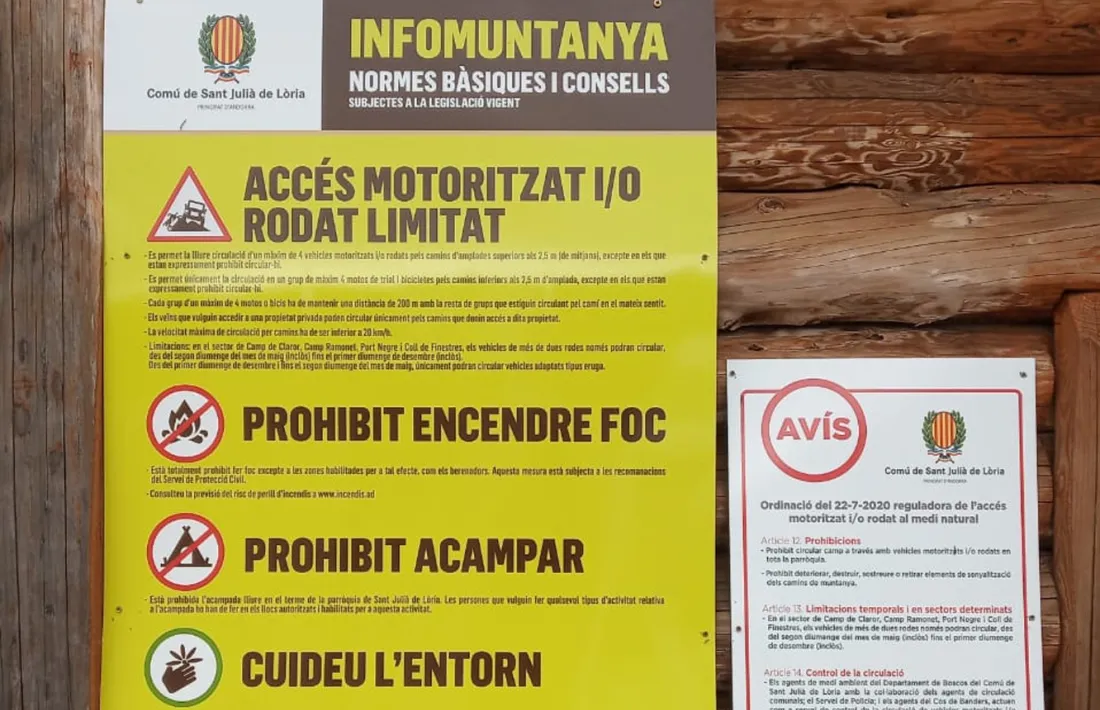 Comú de Sant Julià de Lòria
PRINCIPAT D'ANDORRA
INFOMUNTANYA
NORMES BÀSIQUES I CONSELLS
SUBJECTES A LA LEGISLACIÓ VIGENT
ACCÉS MOTORITZAT I/O
RODAT LIMITAT
- Es permet la lliure circulació d'un màxim de 4 vehicles motoritzats i/o rodats pels camins d'amplades superiors als 2,5 m (de mitjana), excepte en els que
estan expressament prohibit circular-hi.
- Es permet únicament la circulació en un grup de màxim 4 motos de trial i bicicletes pels camins inferiors als 2,5 m d'amplada, excepte en els que estan
expressament prohibit circular-hi.
- Cada grup d'un màxim de 4 motos o bicis ha de mantenir una distància de 200 m amb la resta de grups que estiguin circulant pel camí en el mateix sentit.
- Els veïns que vulguin accedir a una propietat privada poden circular únicament pels camins que donin accés a dita propietat.
- La velocitat màxima de circulació per camins ha de ser inferior a 20 km/h.
- Limitacions: en el sector de Camp de Claror, Camp Ramonet, Port Negre i Coll de Finestres, els vehicles de més de dues rodes només podran circular,
des del segon diumenge del mes de maig (inclòs) fins el primer diumenge de desembre (inclòs).
Des del primer diumenge de desembre i fins el segon diumenge del mes de maig, únicament podran circular vehicles adaptats tipus eruga.
PROHIBIT ENCENDRE FOC
- Està totalment prohibit fer foc excepte a les zones habilitades per a tal efecte, com els berenadors. Aquesta mesura està subjecta a les recomanacions
del Servei de Protecció Civil.
- Consulteu la previsió del risc de perill d'incendis a www.incendis.ad
PROHIBIT ACAMPAR
- Està prohibida l'acampada lliure en el terme de la parròquia de Sant Julià de Lòria. Les persones que vulguin fer qualsevol tipus d'activitat relativa
a l'acampada ho han de fer en els llocs autoritzats i habilitats per a aquesta activitat.
CUIDEU L'ENTORN
AVÍS
Comú de Sant Julià de Lòria
PRINCIPAT D'ANDORRA
Ordinació del 22-7-2020 reguladora de l'accés
motoritzat i/o rodat al medi natural
Article 12. Prohibicions
- Prohibit circular camp a través amb vehicles motoritzats i/o rodats en
tota la parròquia.
- Prohibit deteriorar, destruir, sostreure o retirar elements de senyalització
dels camins de muntanya.
Article 13. Limitacions temporals i en sectors determinats
- En el sector de Camp de Claror, Camp Ramonet, Port Negre i Coll de
Finestres, els vehicles de més de dues rodes només podran circular, des
del segon diumenge del mes de maig (inclòs) fins el primer diumenge
de desembre (inclòs).
Article 14. Control de la circulació
- Els agents de medi ambient del Departament de Boscos del Comú de
Sant Julià de Lòria amb la col·laboració dels agents de circulació
comunals; el Servei de Policia; i els agents del Cos de Banders, actuen